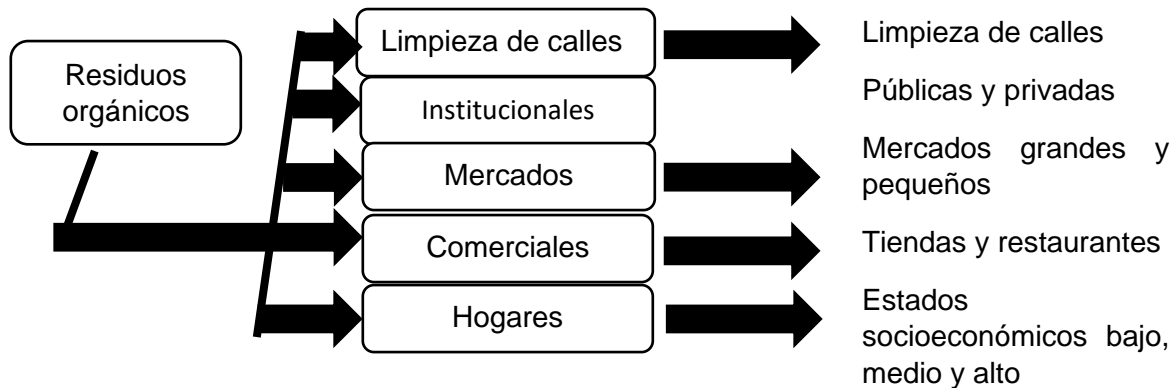 Residuos
orgánicos
Limpieza de calles
Institucionales
Mercados
Comerciales
Hogares
Limpieza de calles
Públicas y privadas
Mercados grandes y
pequeños
Tiendas y restaurantes
Estados
socioeconómicos bajo,
medio y alto